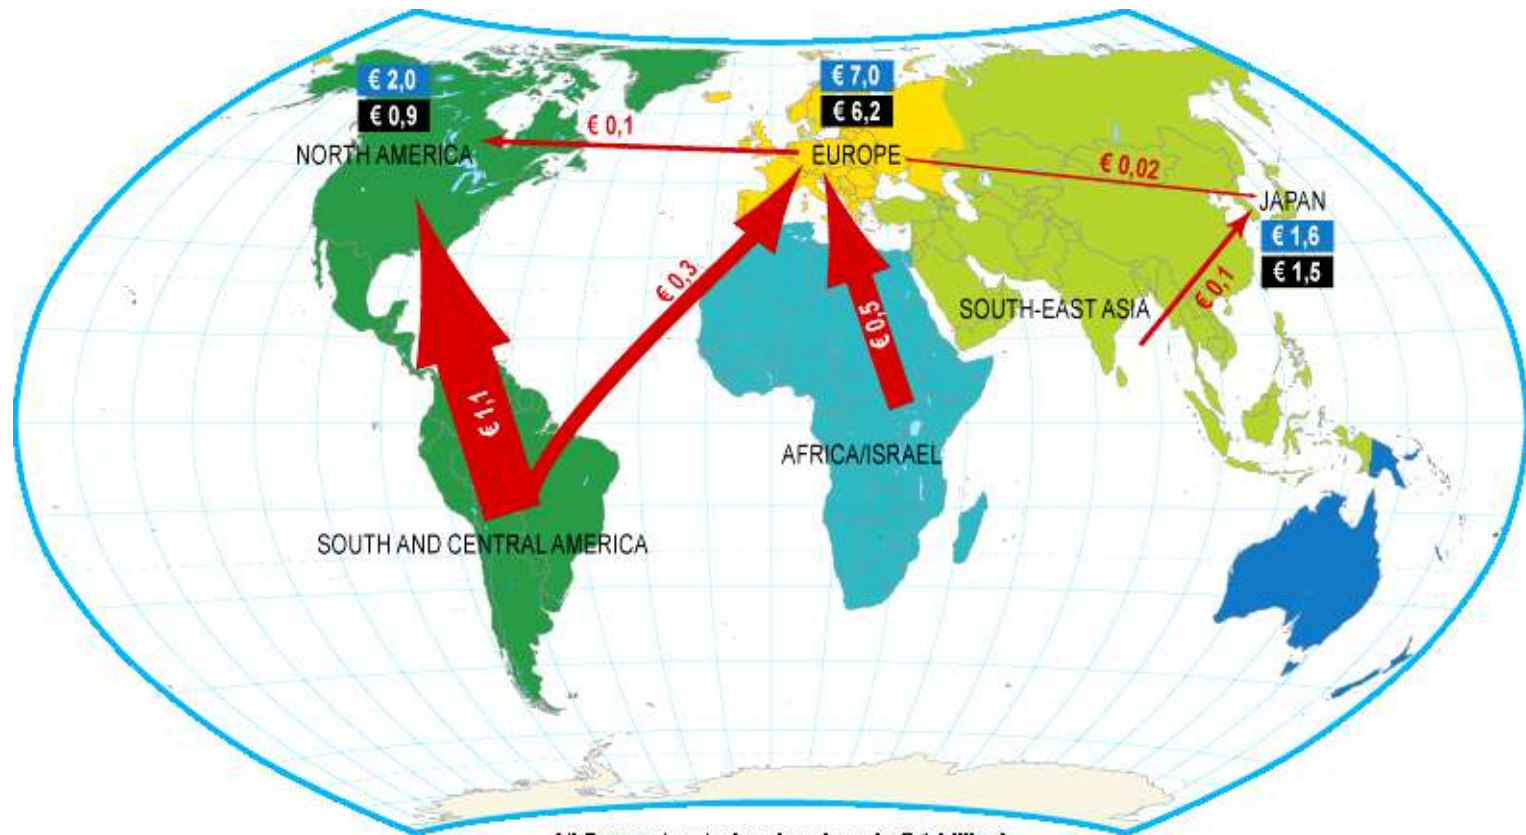 € 2,0
€ 0,9
NORTH AMERICA
€ 0,1
€ 7,0
€ 6,2
EUROPE
€ 0,02
JAPAN
€ 1,6
€ 1,5
€ 0,1
SOUTH-EAST ASIA
€ 0,3
€ 0,5
€ 1,1
AFRICA/ISRAEL
SOUTH AND CENTRAL AMERICA